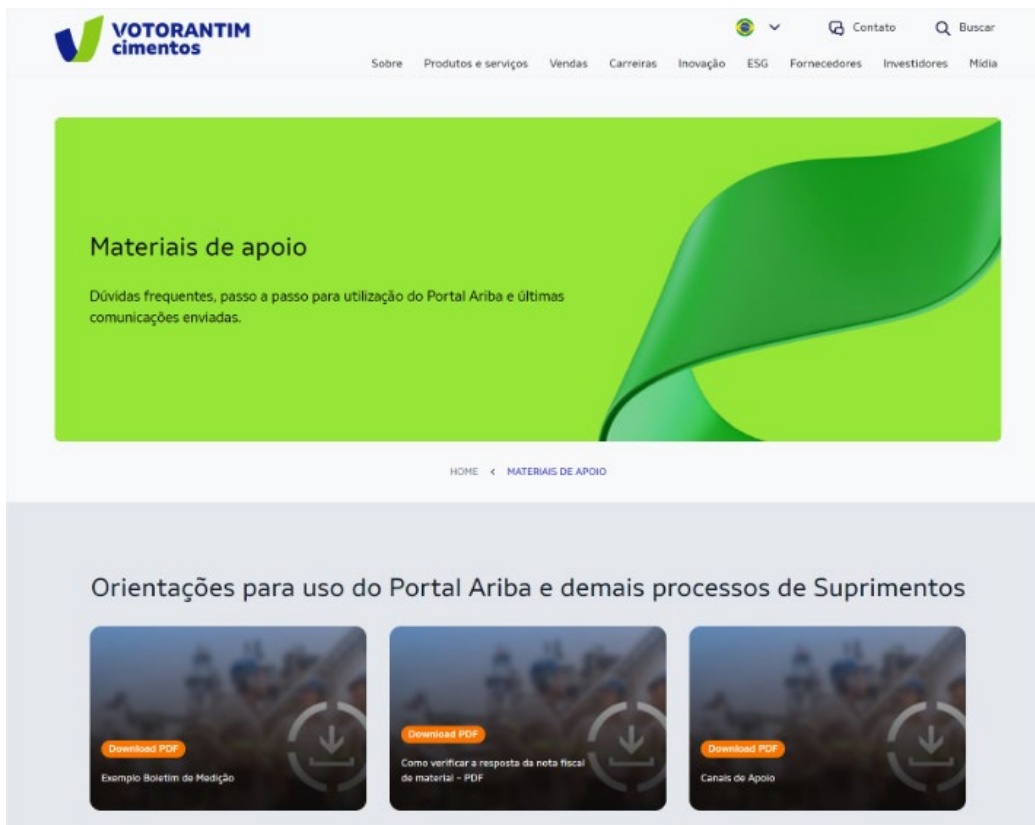 VOTORANTIM
cimentos
Contato
Buscar
Sobre Produtos e serviços Vendas Carreiras Inovação ESG Fornecedores Investidores Mídia
Materiais de apoio
Dúvidas frequentes, passo a passo para utilização do Portal Ariba e últimas
comunicações enviadas.
HOME < MATERIAIS DE APOIO
Orientações para uso do Portal Ariba e demais processos de Suprimentos
Download PDF
Exemplo Boletim de Medição
Download PDF
Como verificar a resposta da nota fiscal
de material – PDF
Download PDF
Canais de Apoio